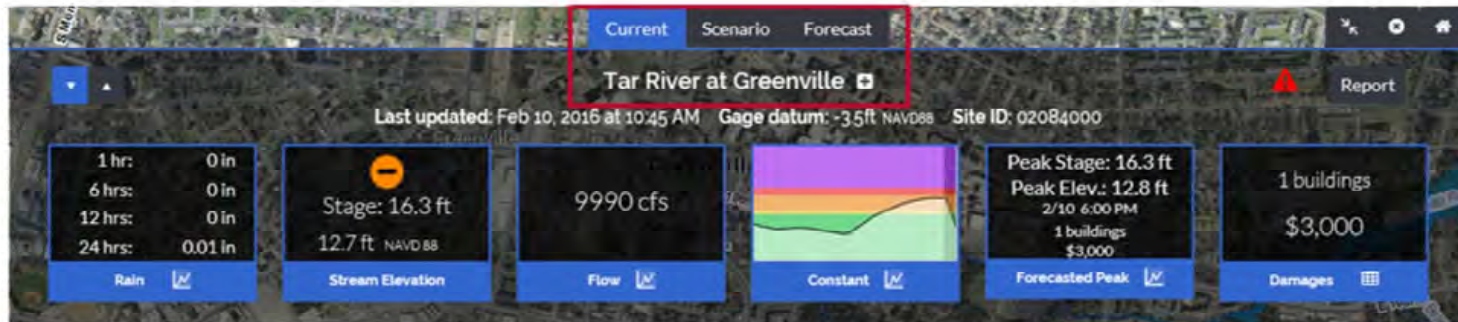 Current Scenario Forecast
Tar River at Greenville
Report
Last updated: Feb 10, 2016 at 10:45 AM Gage datum: -3.5ft NAVD88 Site ID: 02084000
1 hr: 0 in
6 hrs: 0 in
12 hrs: 0 in
24 hrs: 0.01 in
Rain
Stage: 16.3 ft
12.7 ft NAVD 88
Stream Elevation
9990 cfs
Flow
Constant
Peak Stage: 16.3 ft
Peak Elev.: 12.8 ft
2/10 6:00 PM
1 buildings
$3,000
Forecasted Peak
1 buildings
$3,000
Damages